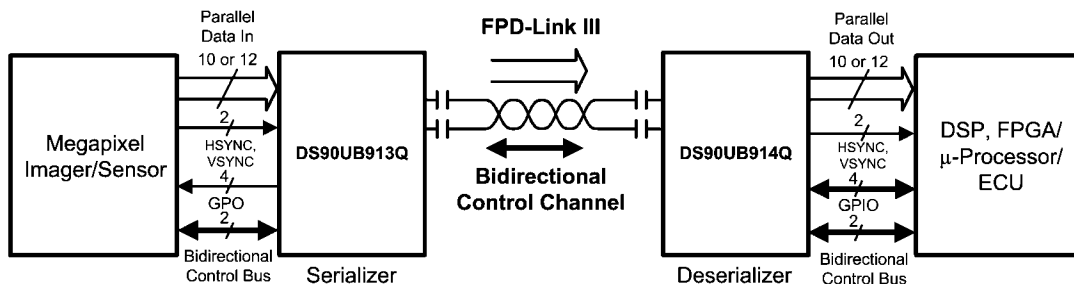 Parallel
Data In
10 or 12
2
HSYNC,
VSYNC
4
GPO
2
Bidirectional
Control Bus
Megapixel
Imager/Sensor
DS90UB913Q
Serializer
FPD-Link III
Bidirectional
Control Channel
DS90UB914Q
Deserializer
Parallel
Data Out
10 or 12
2
HSYNC,
VSYNC
4
GPIO
2
Bidirectional
Control Bus
DSP, FPGA/
µ-Processor/
ECU